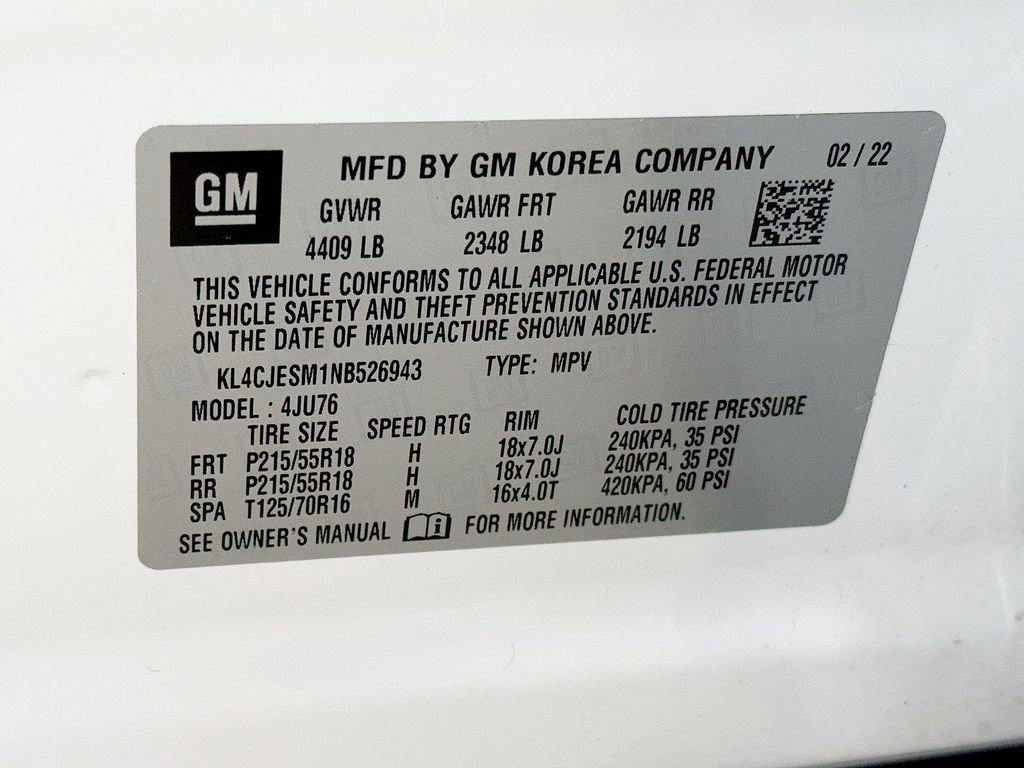 GM
MFD BY GM KOREA COMPANY 02 / 22
GVWR GAWR FRT GAWR RR
4409 LB 2348 LB 2194 LB
THIS VEHICLE CONFORMS TO ALL APPLICABLE U.S. FEDERAL MOTOR
VEHICLE SAFETY AND THEFT PREVENTION STANDARDS IN EFFECT
ON THE DATE OF MANUFACTURE SHOWN ABOVE.
KL4CJESM1NB526943 TYPE: MPV
MODEL : 4JU76
TIRE SIZE SPEED RTG RIM COLD TIRE PRESSURE
FRT P215/55R18 H 18x7.0J 240KPA, 35 PSI
RR P215/55R18 H 18x7.0J 240KPA, 35 PSI
SPA T125/70R16 M 16x4.0T 420KPA, 60 PSI
SEE OWNER'S MANUAL i FOR MORE INFORMATION.